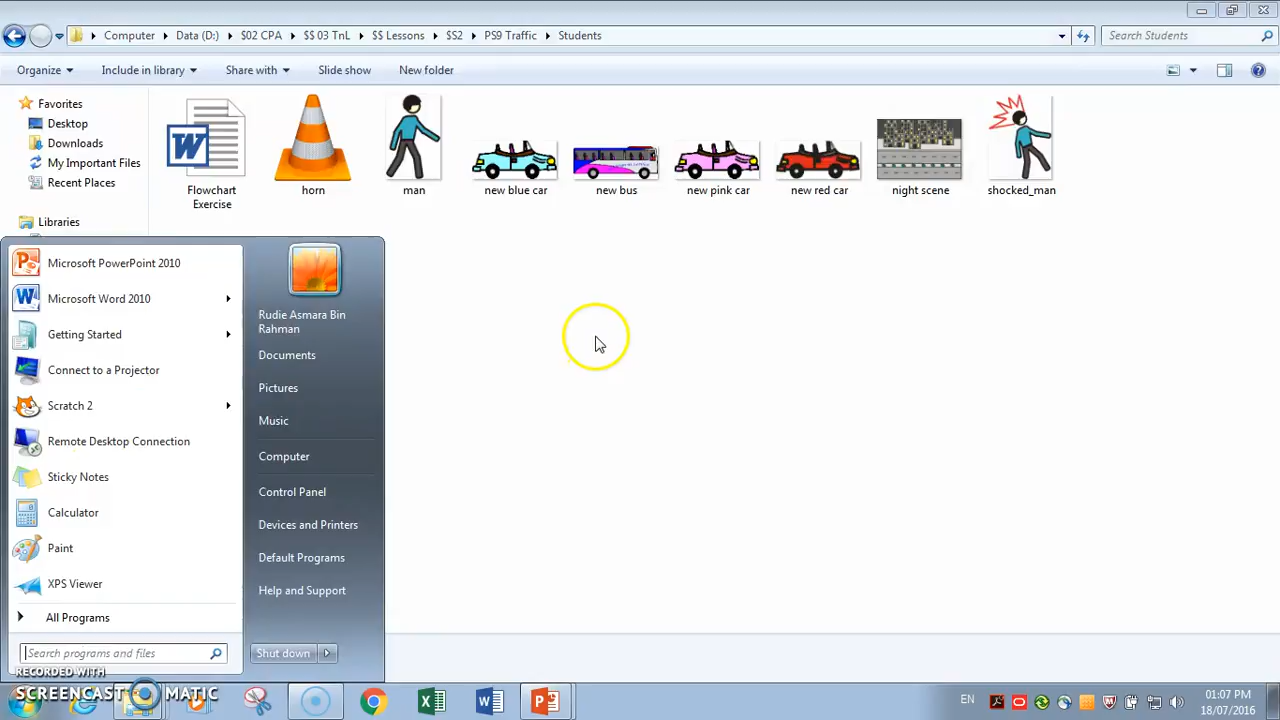 Computer Data (D:) $02 CPA $$ 03 TnL $$ Lessons $S2 PS9 Traffic Students
Search Students
Organize Include in library Share with Slide show New folder
Favorites
Desktop
Downloads
My Important Files
Recent Places
Libraries
Flowchart
Exercise
horn
man
new blue car
new bus
new pink car
new red car
night scene
shocked_man
Microsoft PowerPoint 2010
Microsoft Word 2010
Getting Started
Connect to a Projector
Scratch 2
Remote Desktop Connection
Sticky Notes
Calculator
Paint
XPS Viewer
All Programs
Search programs and files
Rudie Asmara Bin
Rahman
Documents
Pictures
Music
Computer
Control Panel
Devices and Printers
Default Programs
Help and Support
Shut down
RECORDED WITH
SCREENCAST MATIC
EN
01:07 PM
18/07/2016